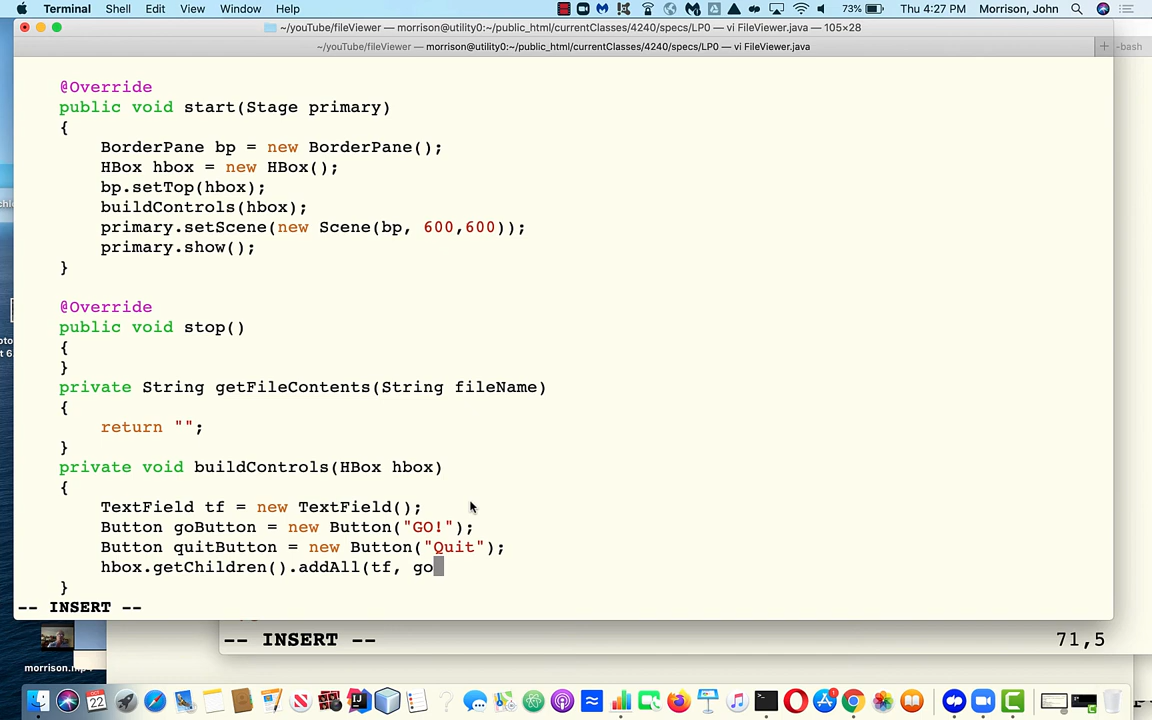 Terminal Shell Edit View Window Help 73% Thu 4:27 PM Morrison, John
~/youTube/fileViewer — morrison@utility0:~/public_html/currentClasses/4240/specs/LP0 — vi FileViewer.java — 105×28
~/youTube/fileViewer — morrison@utility0:~/public_html/currentClasses/4240/specs/LP0 — vi FileViewer.java + -bash
@Override
public void start(Stage primary)
{
BorderPane bp = new BorderPane();
HBox hbox = new HBox();
bp.setTop(hbox);
buildControls(hbox);
primary.setScene(new Scene(bp, 600,600));
primary.show();
}
@Override
public void stop()
{
}
private String getFileContents(String fileName)
{
return "";
}
private void buildControls(HBox hbox)
{
TextField tf = new TextField();
Button goButton = new Button("GO!");
Button quitButton = new Button("Quit");
hbox.getChildren().addAll(tf, go
}
-- INSERT --
-- INSERT -- 71,5
morrison.mp4
22